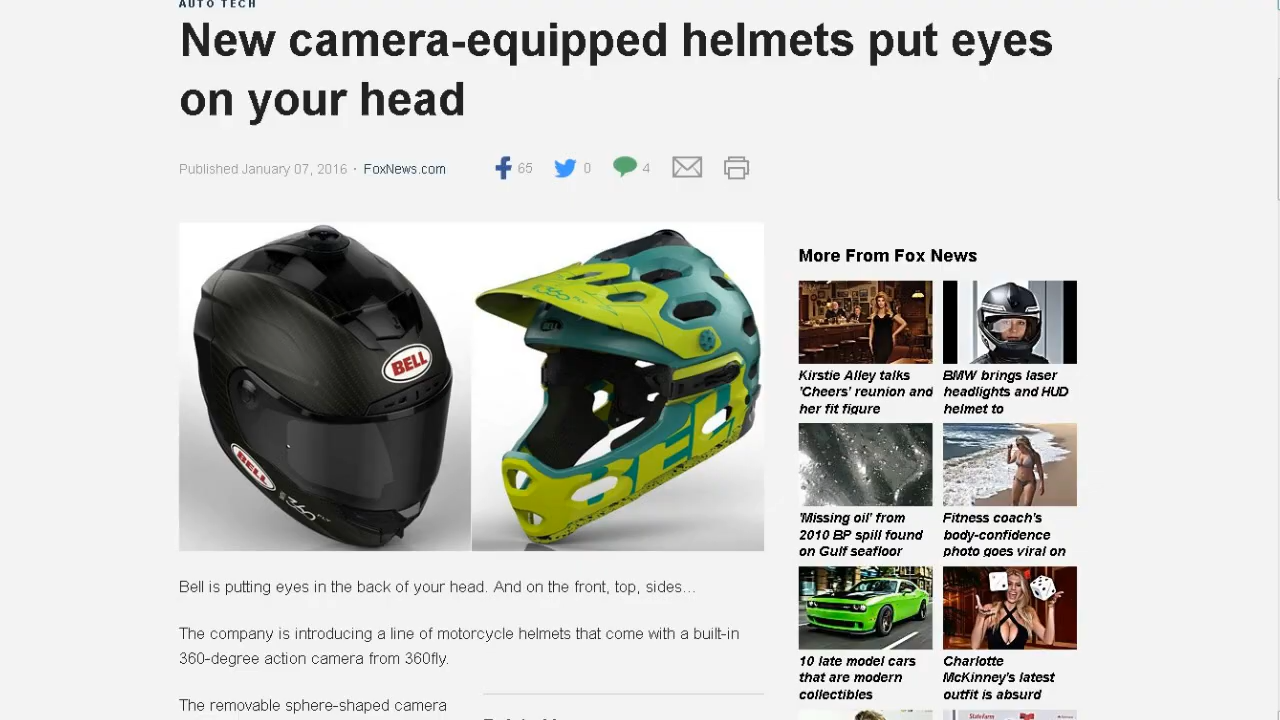 AUTO TECH
New camera-equipped helmets put eyes
on your head
Published January 07, 2016 · FoxNews.com
65
0
4
BELL
BELL
360fly
360fly
BELL
More From Fox News
Kirstie Alley talks
'Cheers' reunion and
her fit figure
BMW brings laser
headlights and HUD
helmet to
'Missing oil' from
2010 BP spill found
on Gulf seafloor
Fitness coach's
body-confidence
photo goes viral on
10 late model cars
that are modern
collectibles
Charlotte
McKinney's latest
outfit is absurd
Bell is putting eyes in the back of your head. And on the front, top, sides...
The company is introducing a line of motorcycle helmets that come with a built-in
360-degree action camera from 360fly.
The removable sphere-shaped camera
StateFarm